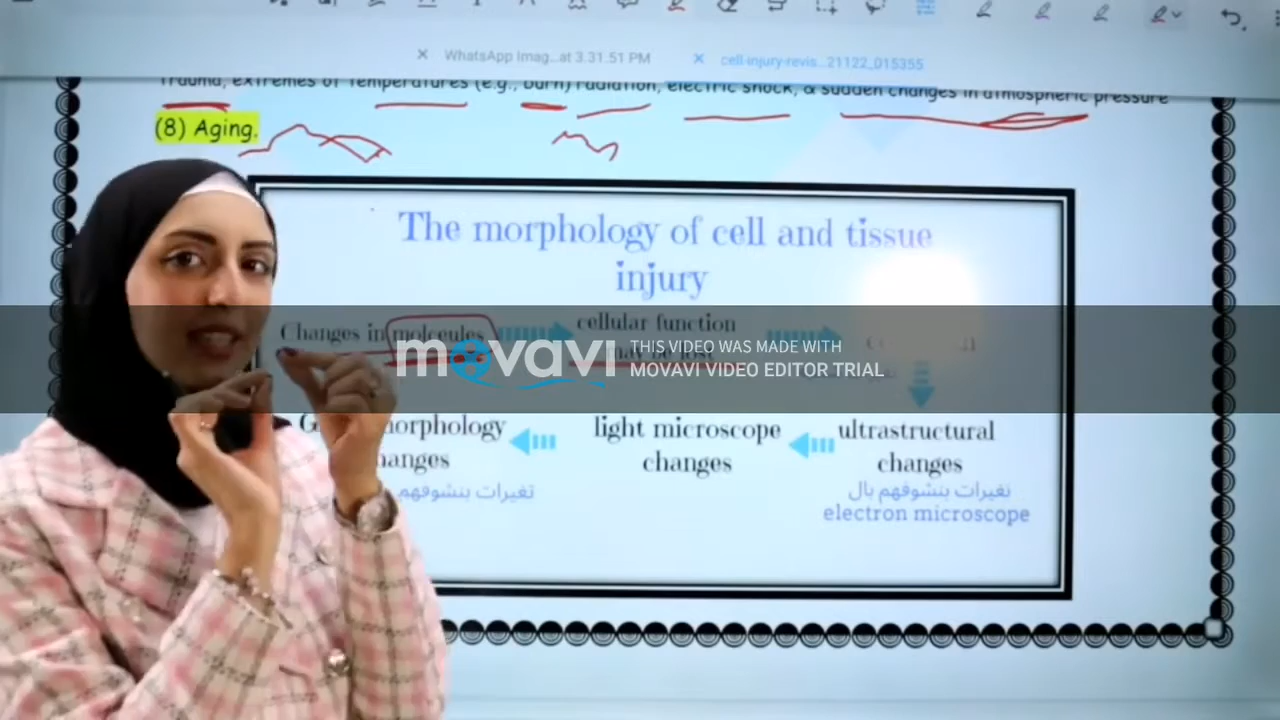 WhatsApp Imag...at 3.31.51 PM
cell-injury-revis...21122_015355
Trauma, extremes of temperatures (e.g., burn) radiation, electric shock, & sudden changes in atmospheric pressure
(8) Aging.
The morphology of cell and tissue
injury
Changes in molceules
cellular function
may be lost
movavi
THIS VIDEO WAS MADE WITH
MOVAVI VIDEO EDITOR TRIAL
morphology
light microscope
changes
ultrastructural
changes
تغيرات بنشوفهم
تغيرات بنشوفهم بال
electron microscope